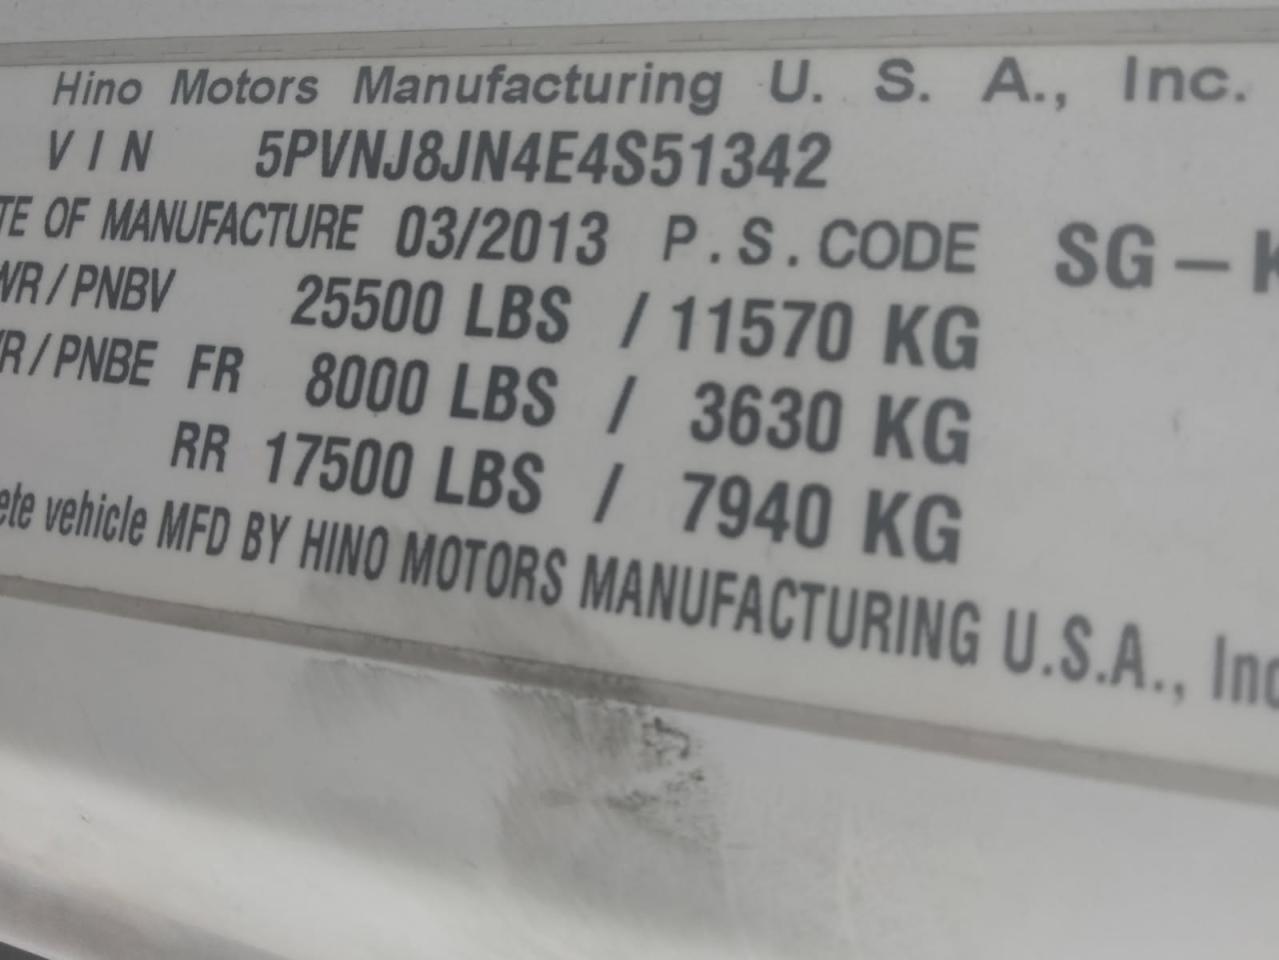 Hino Motors Manufacturing U. S. A., Inc.
VIN 5PVNJ8JN4E4S51342
TE OF MANUFACTURE 03/2013 P.S.CODE SG-K
WR/PNBV 25500 LBS / 11570 KG
R/PNBE FR 8000 LBS / 3630 KG
RR 17500 LBS / 7940 KG
ete vehicle MFD BY HINO MOTORS MANUFACTURING U.S.A., Inc